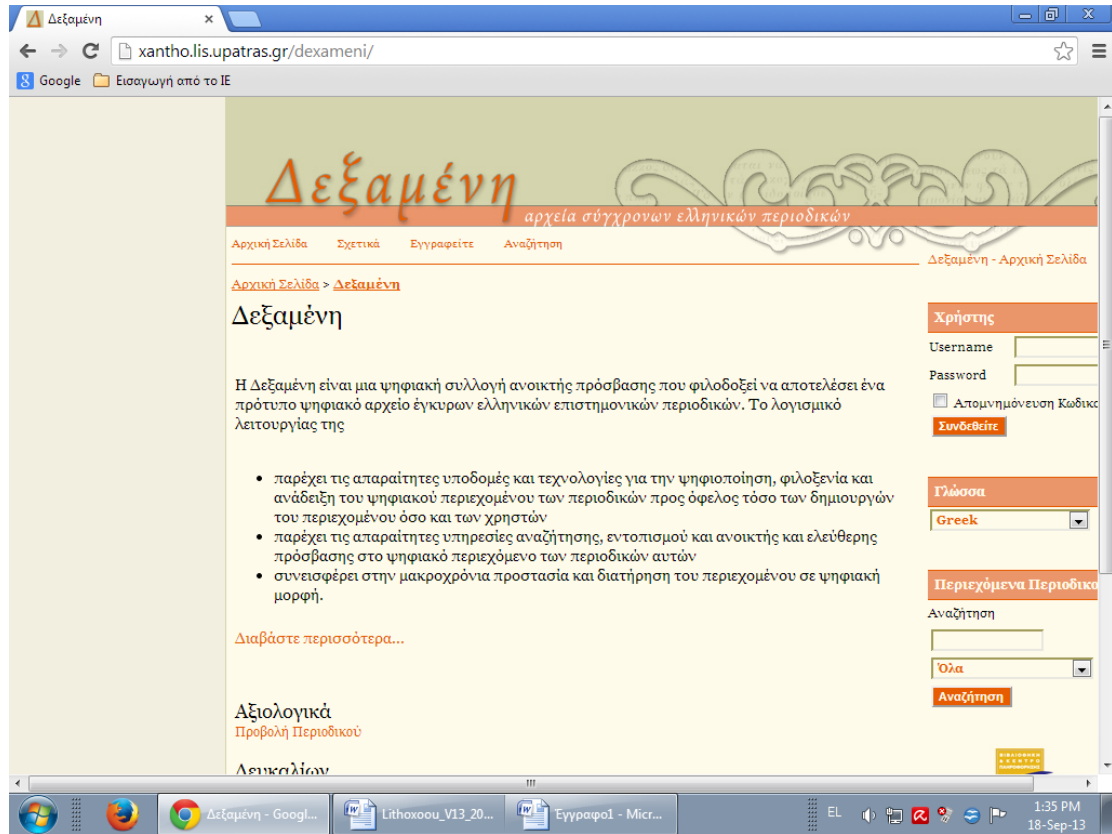 Δεξαμένη
xantho.lis.upatras.gr/dexameni/
Google
Εισαγωγή από το IE
Δεξαμένη
αρχεία σύγχρονων ελληνικών περιοδικών
Αρχική Σελίδα Σχετικά Εγγραφείτε Αναζήτηση
Αρχική Σελίδα > Δεξαμένη
Δεξαμένη
Η Δεξαμένη είναι μια ψηφιακή συλλογή ανοικτής πρόσβασης που φιλοδοξεί να αποτελέσει ένα
πρότυπο ψηφιακό αρχείο έγκυρων ελληνικών επιστημονικών περιοδικών. Το λογισμικό
λειτουργίας της
• παρέχει τις απαραίτητες υποδομές και τεχνολογίες για την ψηφιοποίηση, φιλοξενία και
ανάδειξη του ψηφιακού περιεχομένου των περιοδικών προς όφελος τόσο των δημιουργών
του περιεχομένου όσο και των χρηστών
• παρέχει τις απαραίτητες υπηρεσίες αναζήτησης, εντοπισμού και ανοικτής και ελεύθερης
πρόσβασης στο ψηφιακό περιεχόμενο των περιοδικών αυτών
• συνεισφέρει στην μακροχρόνια προστασία και διατήρηση του περιεχομένου σε ψηφιακή
μορφή.
Διαβάστε περισσότερα...
Αξιολογικά
Προβολή Περιοδικού
Δευκαλίων
Δεξαμένη - Αρχική Σελίδα
Χρήστης
Username
Password
Απομνημόνευση Κωδικο
Συνδεθείτε
Γλώσσα
Greek
Περιεχόμενα Περιοδικο
Αναζήτηση
Όλα
Αναζήτηση
Δεξαμένη - Googl...
Lithoxoou_V13_20...
Έγγραφο1 - Micr...
EL
1:35 PM
18-Sep-13